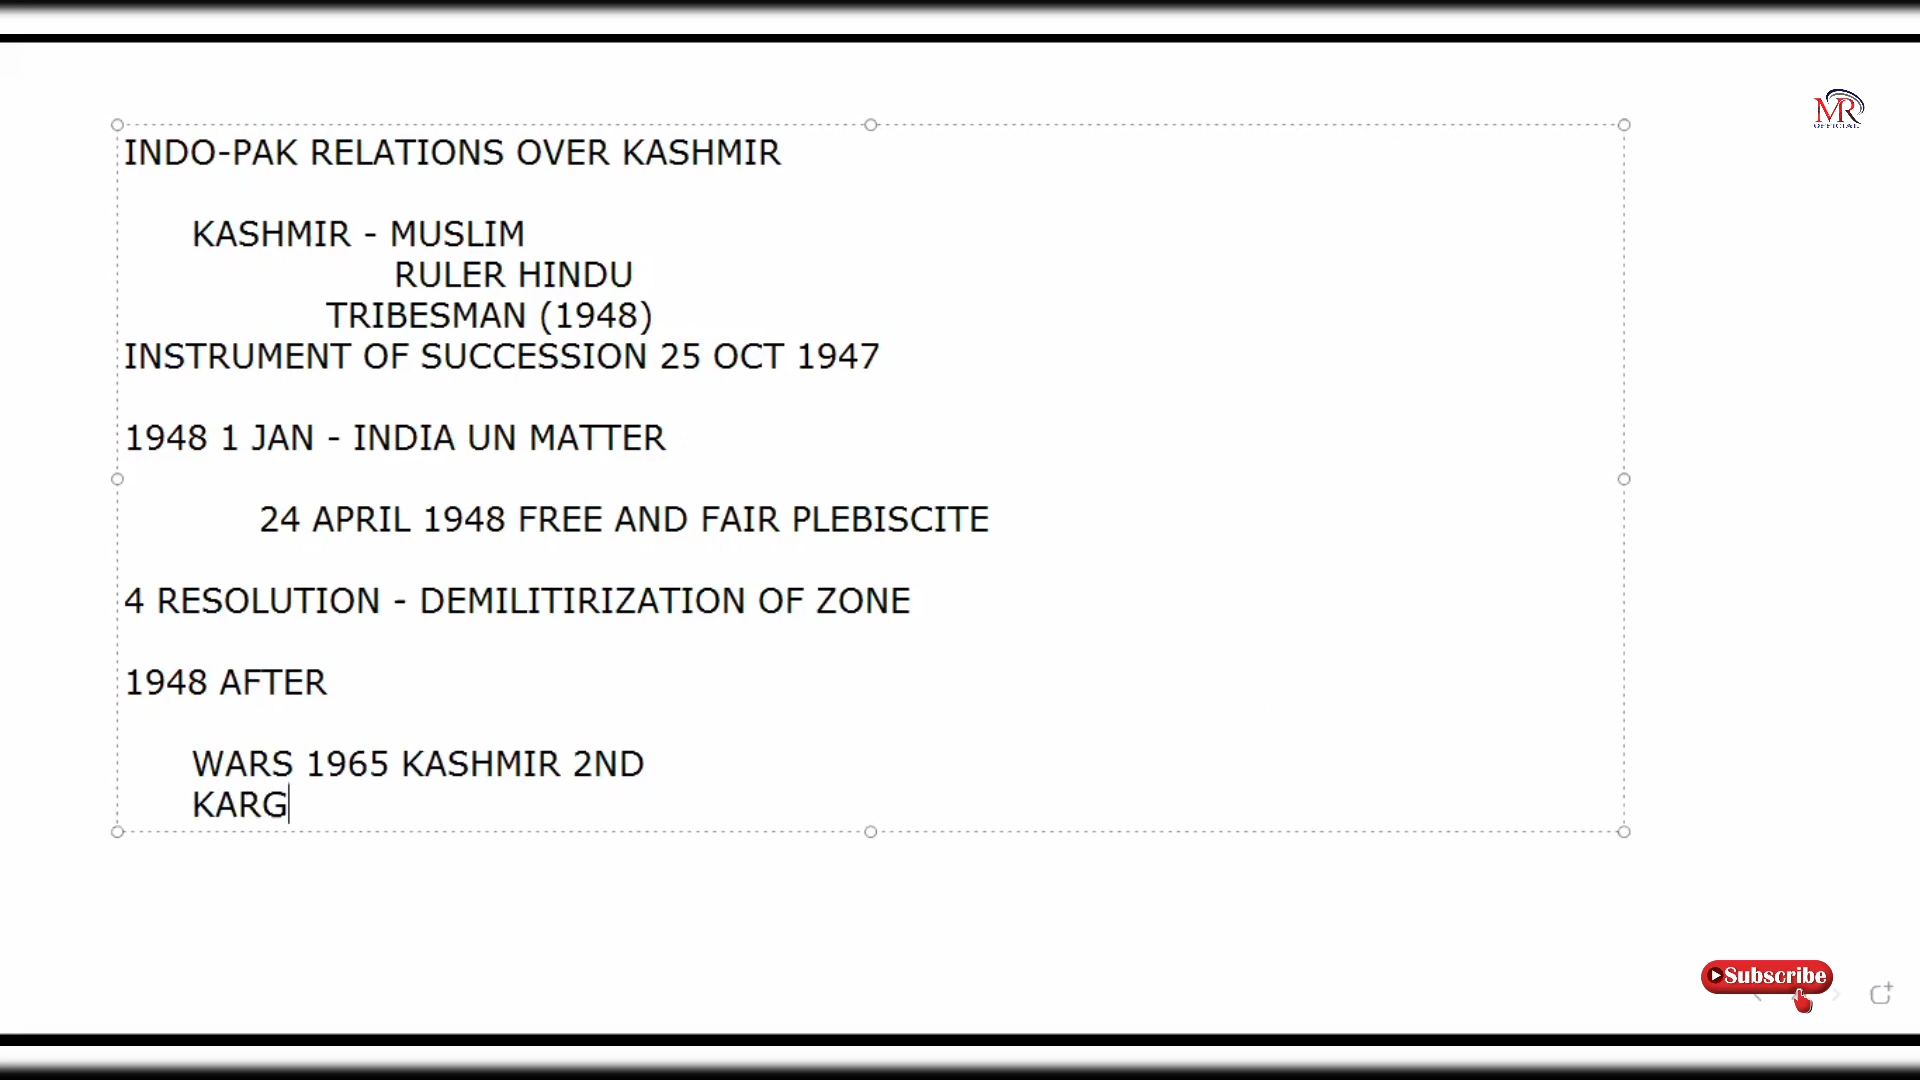 MR
OFFICIAL
INDO-PAK RELATIONS OVER KASHMIR
KASHMIR - MUSLIM
RULER HINDU
TRIBESMAN (1948)
INSTRUMENT OF SUCCESSION 25 OCT 1947
1948 1 JAN - INDIA UN MATTER
24 APRIL 1948 FREE AND FAIR PLEBISCITE
4 RESOLUTION - DEMILITIRIZATION OF ZONE
1948 AFTER
WARS 1965 KASHMIR 2ND
KARG
Subscribe